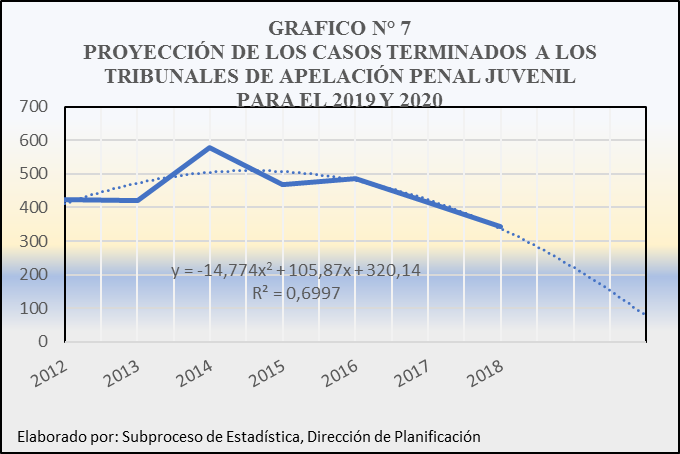 GRAFICO N° 7
PROYECCIÓN DE LOS CASOS TERMINADOS A LOS
TRIBUNALES DE APELACIÓN PENAL JUVENIL
PARA EL 2019 Y 2020
700
600
500
400
300
200
100
0
y = -14,774x² + 105,87x + 320,14
R² = 0,6997
2012 2013 2014 2015 2016 2017 2018
Elaborado por: Subproceso de Estadística, Dirección de Planificación